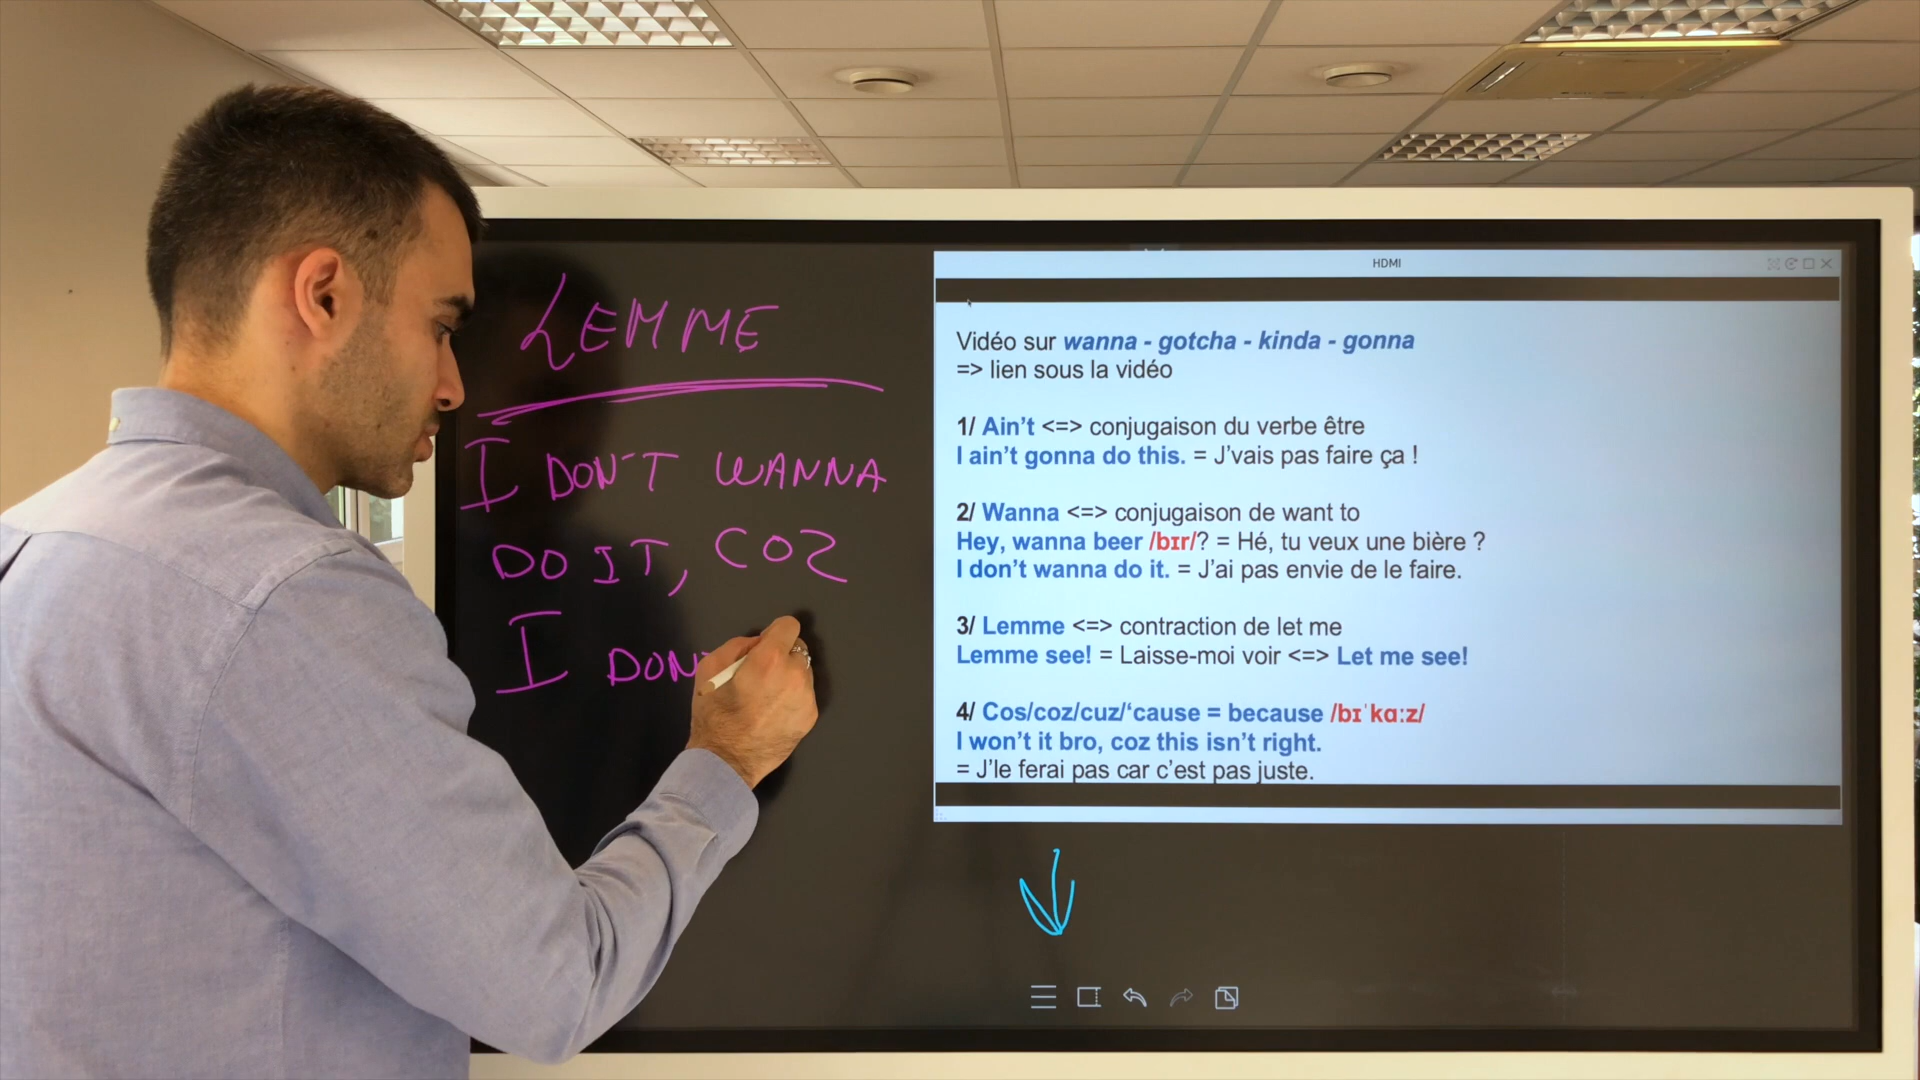 LEMME
I DON'T WANNA
DO IT, COZ
I DON'
HDMI
Vidéo sur wanna - gotcha - kinda - gonna
=> lien sous la vidéo
1/ Ain’t <=> conjugaison du verbe être
I ain’t gonna do this. = J’vais pas faire ça !
2/ Wanna <=> conjugaison de want to
Hey, wanna beer /bɪr/? = Hé, tu veux une bière ?
I don’t wanna do it. = J’ai pas envie de le faire.
3/ Lemme <=> contraction de let me
Lemme see! = Laisse-moi voir <=> Let me see!
4/ Cos/coz/cuz/‘cause = because /bɪˈkɑːz/
I won’t it bro, coz this isn’t right.
= J’le ferai pas car c’est pas juste.